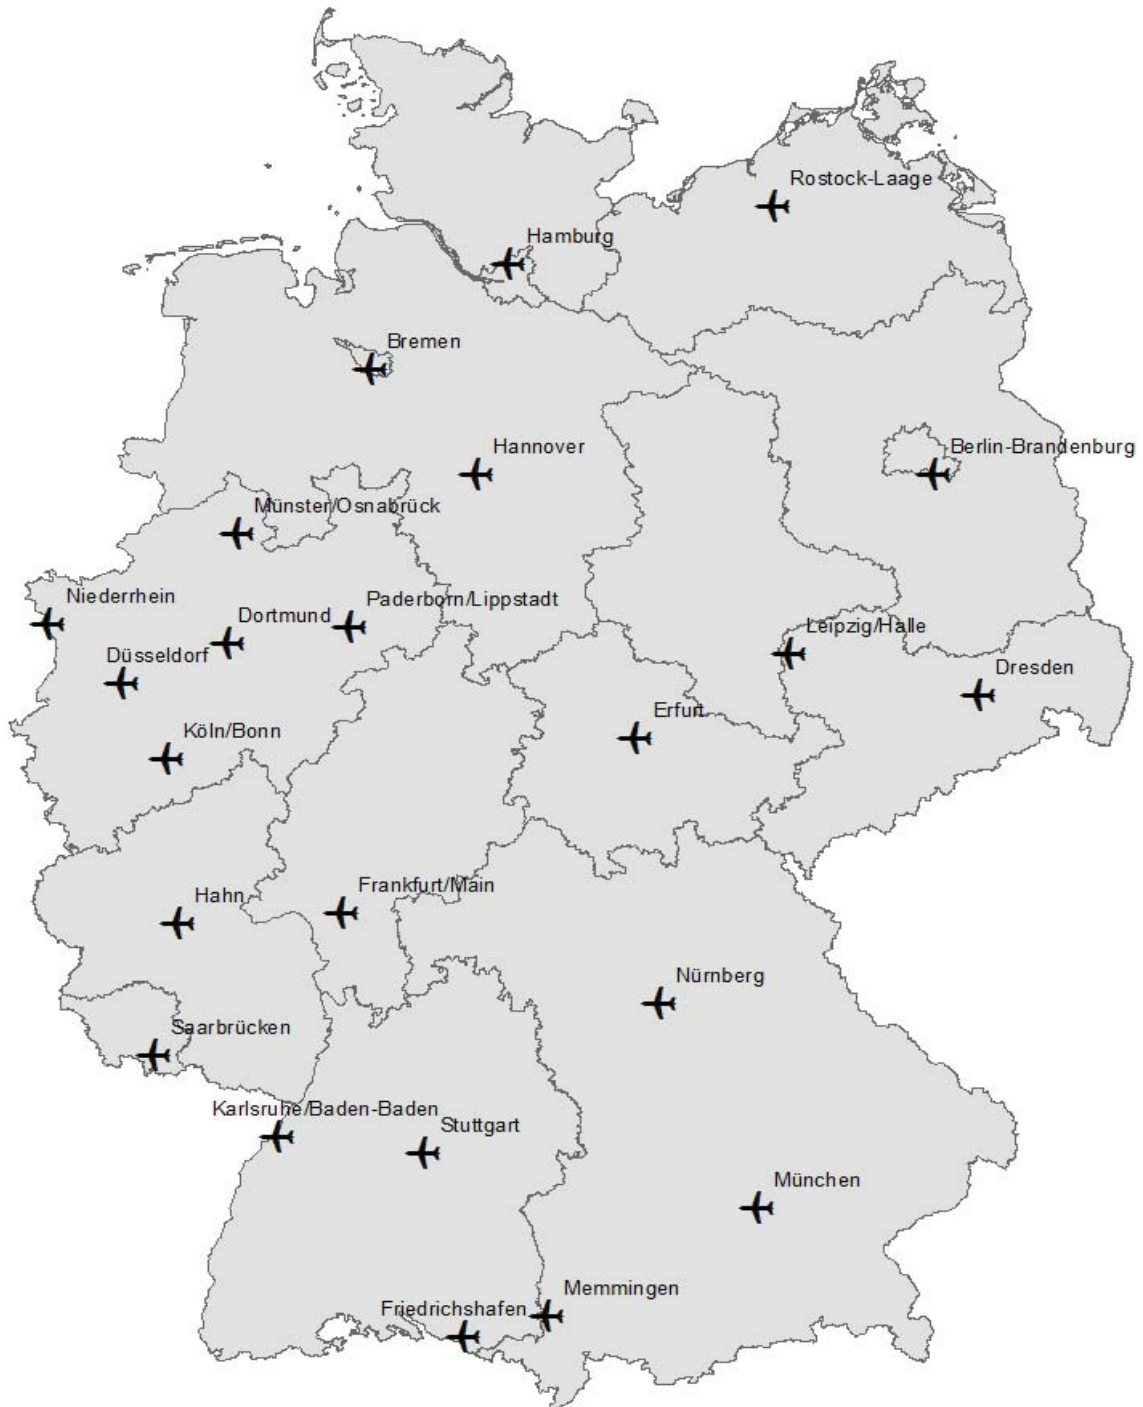 Rostock-Laage
Hamburg
Bremen
Hannover
Berlin-Brandenburg
Münster/Osnabrück
Niederrhein
Paderborn/Lippstadt
Dortmund
Leipzig/Halle
Düsseldorf
Dresden
Erfurt
Köln/Bonn
Frankfurt/Main
Hahn
Nürnberg
Saarbrücken
Karlsruhe/Baden-Baden
Stuttgart
München
Memmingen
Friedrichshafen